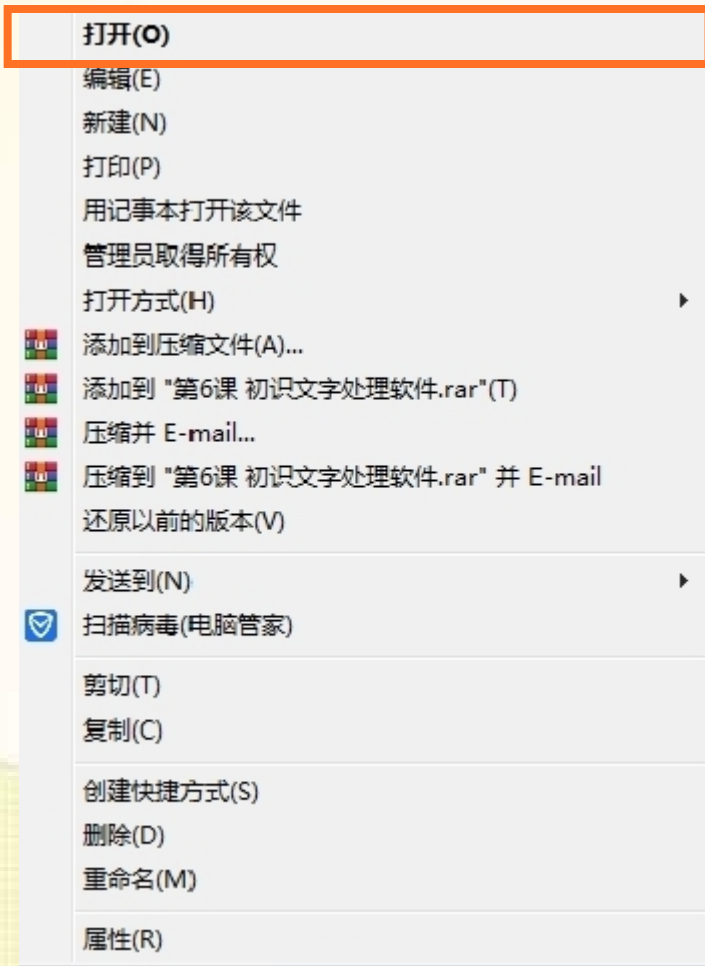 打开(O)
编辑(E)
新建(N)
打印(P)
用记事本打开该文件
管理员取得所有权
打开方式(H)
添加到压缩文件(A)...
添加到 "第6课 初识文字处理软件.rar"(T)
压缩并 E-mail...
压缩到 "第6课 初识文字处理软件.rar" 并 E-mail
还原以前的版本(V)
发送到(N)
扫描病毒(电脑管家)
剪切(T)
复制(C)
创建快捷方式(S)
删除(D)
重命名(M)
属性(R)